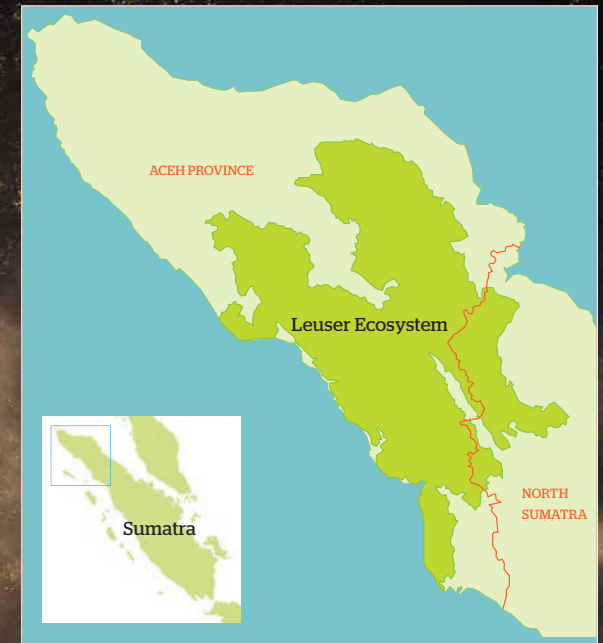 ACEH PROVINCE
Leuser Ecosystem
NORTH
SUMATRA
Sumatra